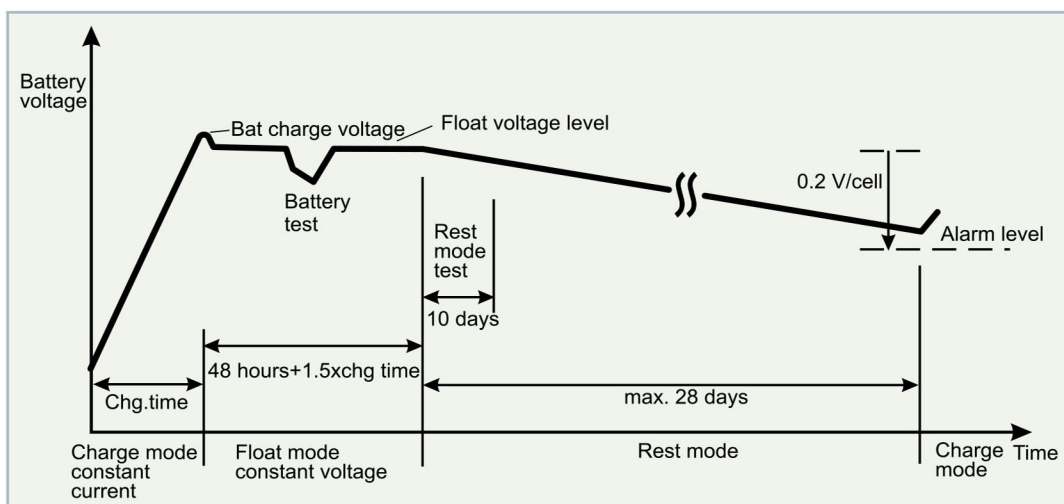 Battery
voltage
Bat charge voltage
Float voltage level
Battery
test
0.2 V/cell
Alarm level
Rest
mode
test
10 days
48 hours+1.5xchg time
Chg.time
max. 28 days
Charge mode
constant
current
Float mode
constant voltage
Rest mode
Charge
mode
Time